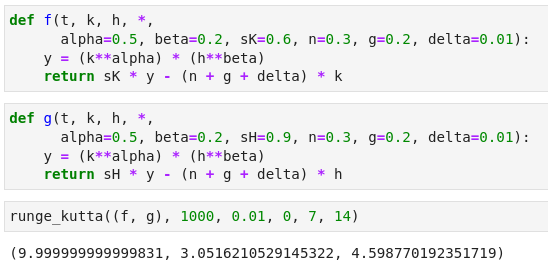 def f(t, k, h, *,
      alpha=0.5, beta=0.2, sK=0.6, n=0.3, g=0.2, delta=0.01):
    y = (k**alpha) * (h**beta)
    return sK * y - (n + g + delta) * k
def g(t, k, h, *,
      alpha=0.5, beta=0.2, sH=0.9, n=0.3, g=0.2, delta=0.01):
    y = (k**alpha) * (h**beta)
    return sH * y - (n + g + delta) * h
runge_kutta((f, g), 1000, 0.01, 0, 7, 14)
(9.999999999999831, 3.0516210529145322, 4.598770192351719)